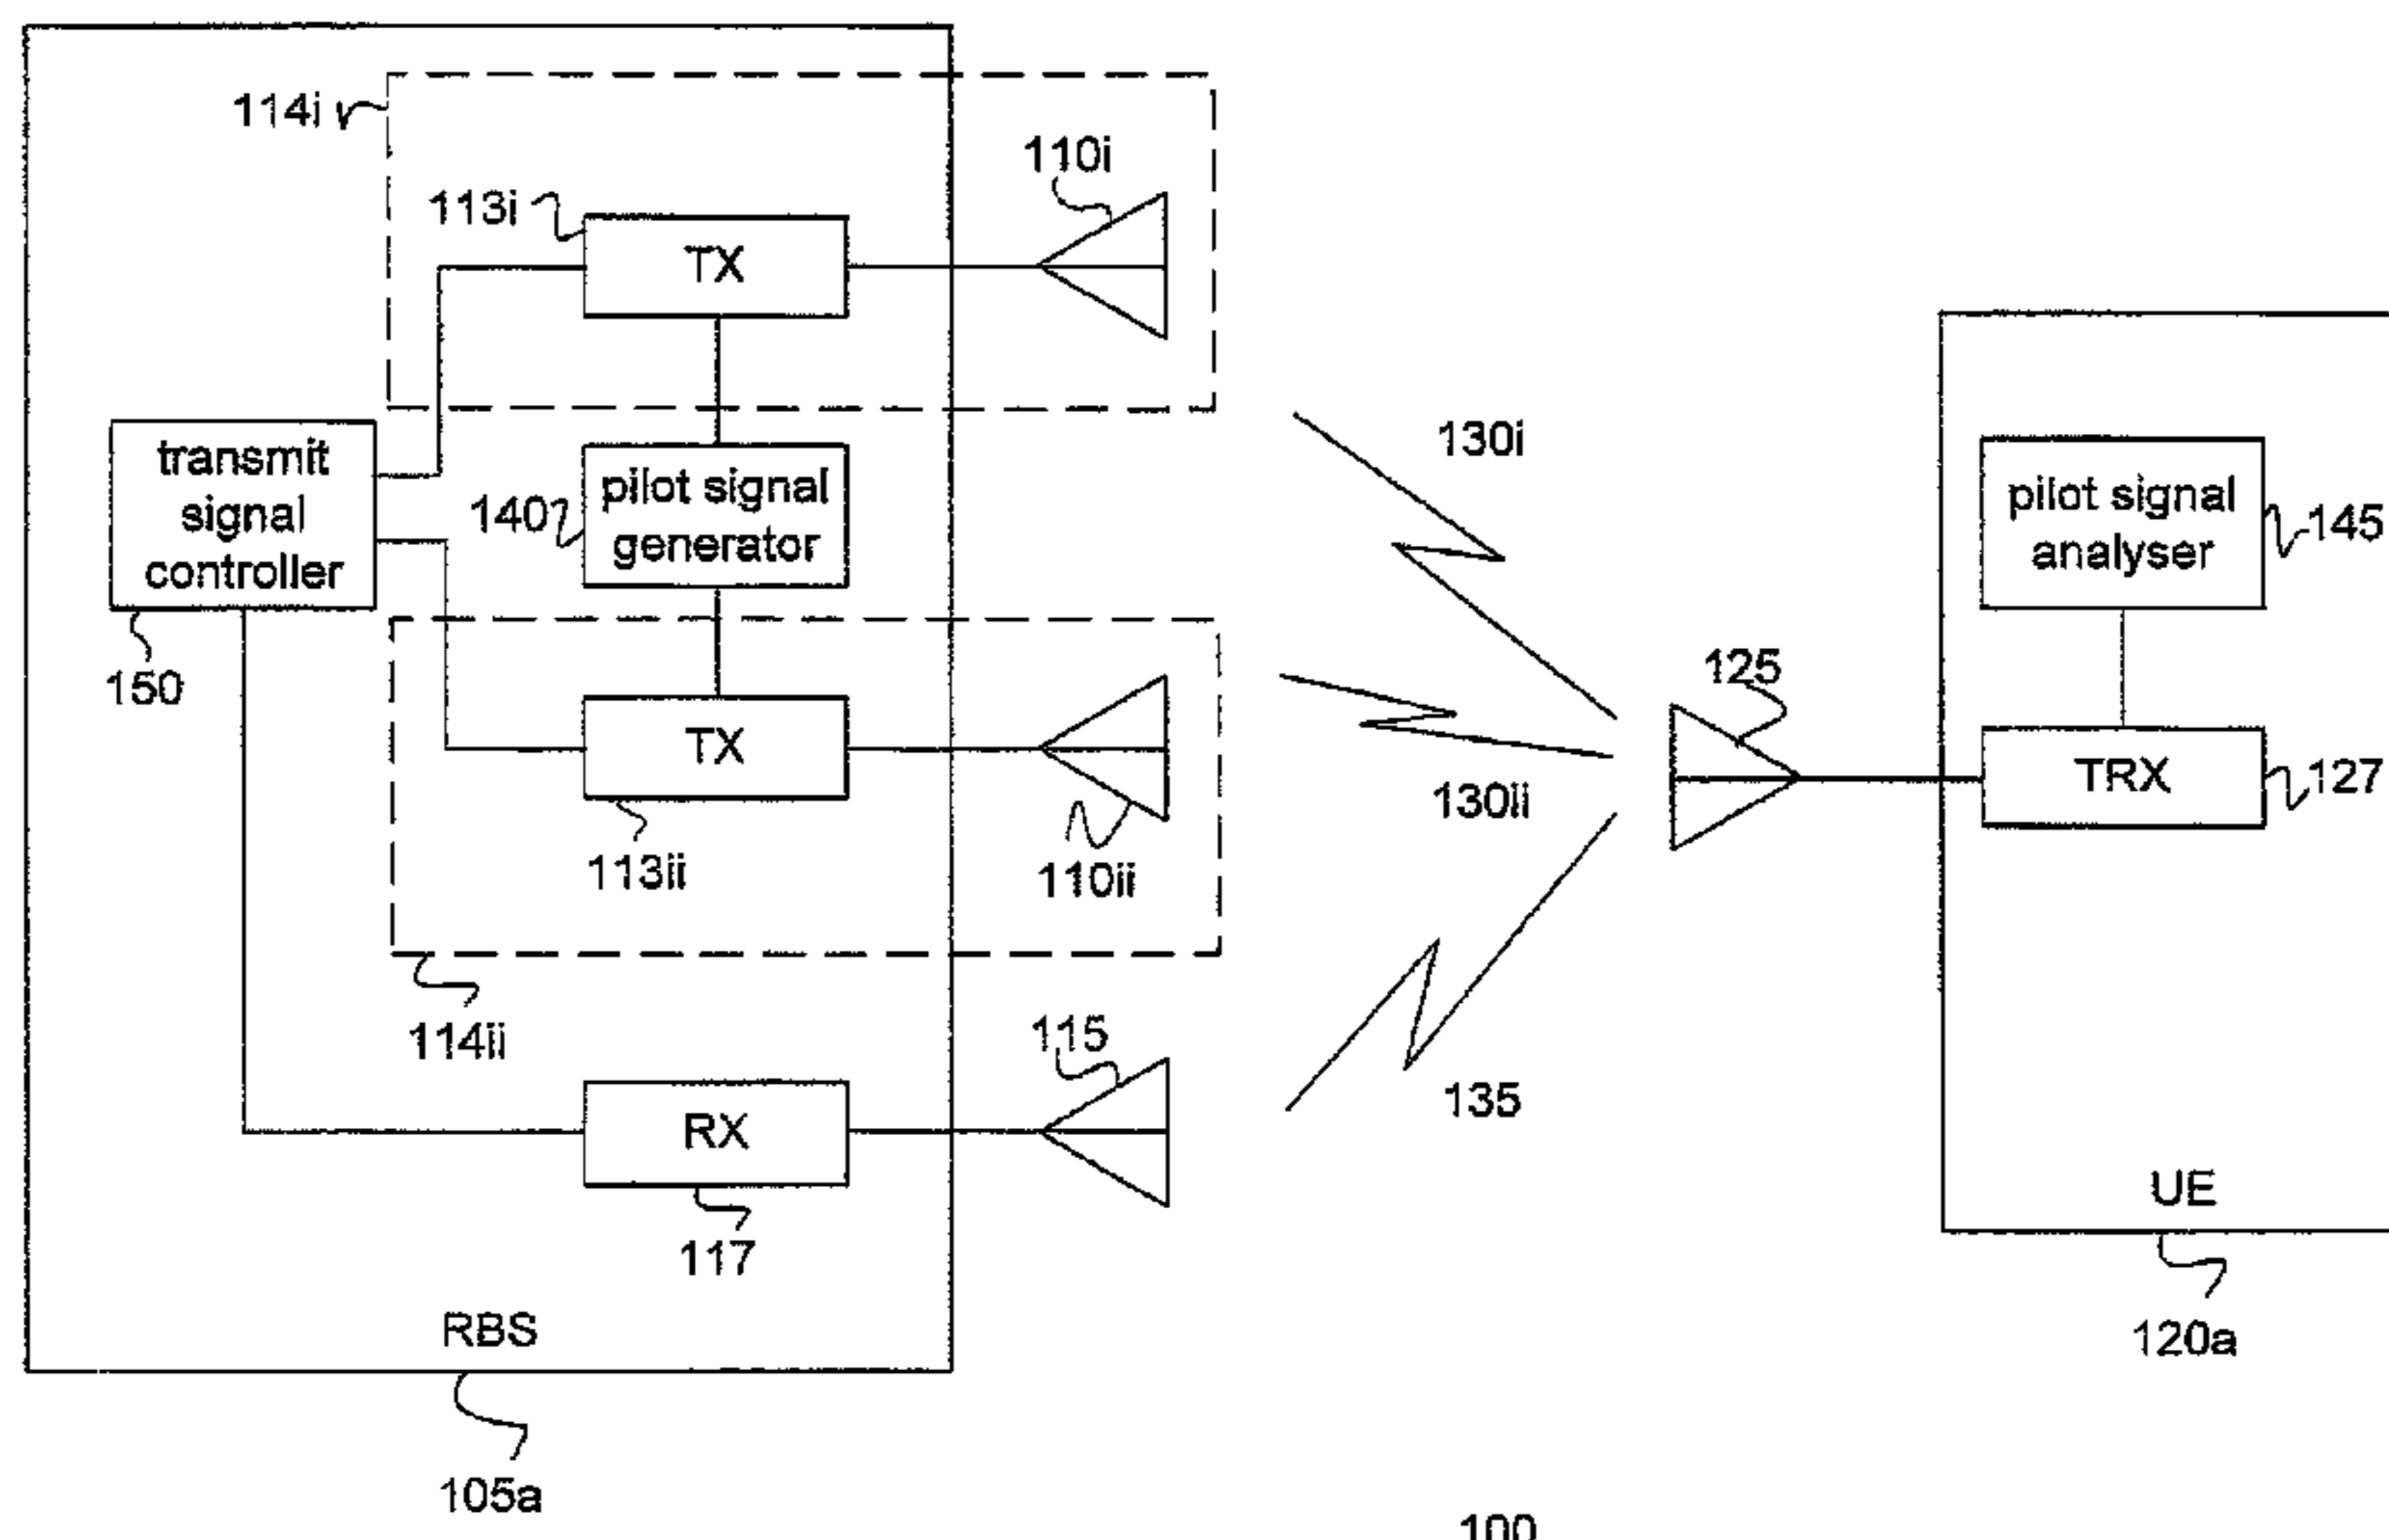 114i
110i
113i
TX
130i
transmit
signal
controller
140
pilot signal
generator
pilot signal
analyser
145
150
125
TX
TRX
127
130ii
113ii
110ii
114ii
115
135
RX
UE
117
RBS
120a
105a
100